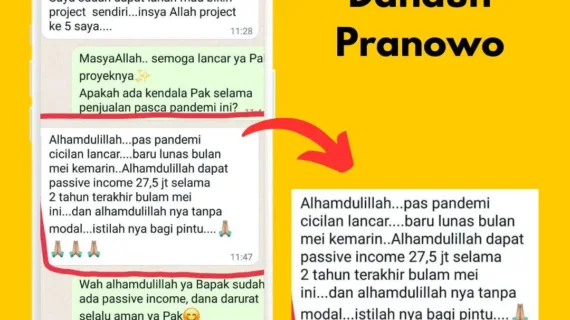 project sendiri...insya Allah project
ke 5 saya....
11:28
Pranowo
MasyaAllah.. semoga lancar ya Pak
proyeknya✨
Apakah ada kendala Pak selama
penjualan pasca pandemi ini?
Alhamdulillah...pas pandemi
cicilan lancar....baru lunas bulan
mei kemarin..Alhamdulillah dapat
passive income 27,5 jt selama
2 tahun terakhir bulam mei
ini...dan alhamdulillah nya tanpa
modal...istilah nya bagi pintu....🙏🏼
🙏🏼 🙏🏼 🙏🏼
11:47
Wah alhamdulillah ya Bapak sudah
ada passive income, dana darurat
selalu aman ya Pak😊
Alhamdulillah...pas pandemi
cicilan lancar....baru lunas bulan
mei kemarin..Alhamdulillah dapat
passive income 27,5 jt selama
2 tahun terakhir bulam mei
ini...dan alhamdulillah nya tanpa
modal...istilah nya bagi pintu....🙏🏼